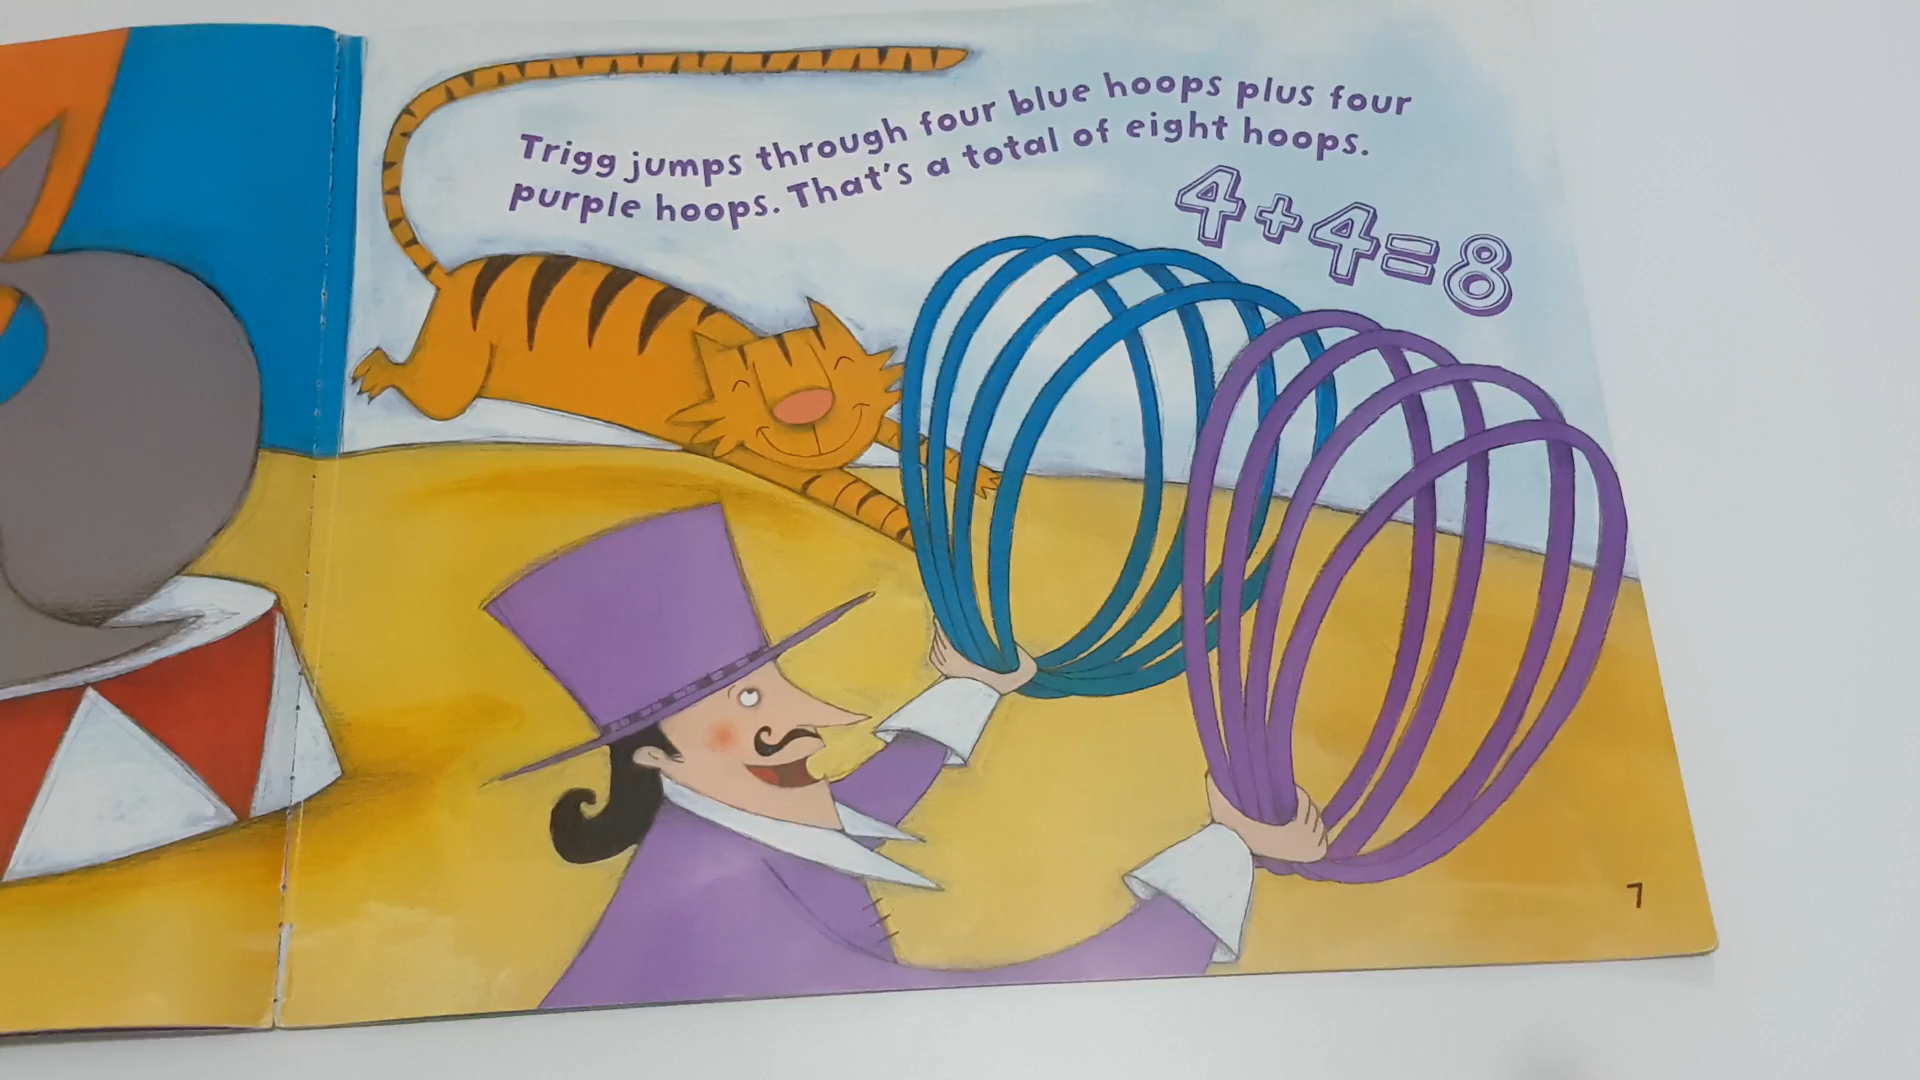 Trigg jumps through four blue hoops plus four
purple hoops. That's a total of eight hoops.
4+4=8
7